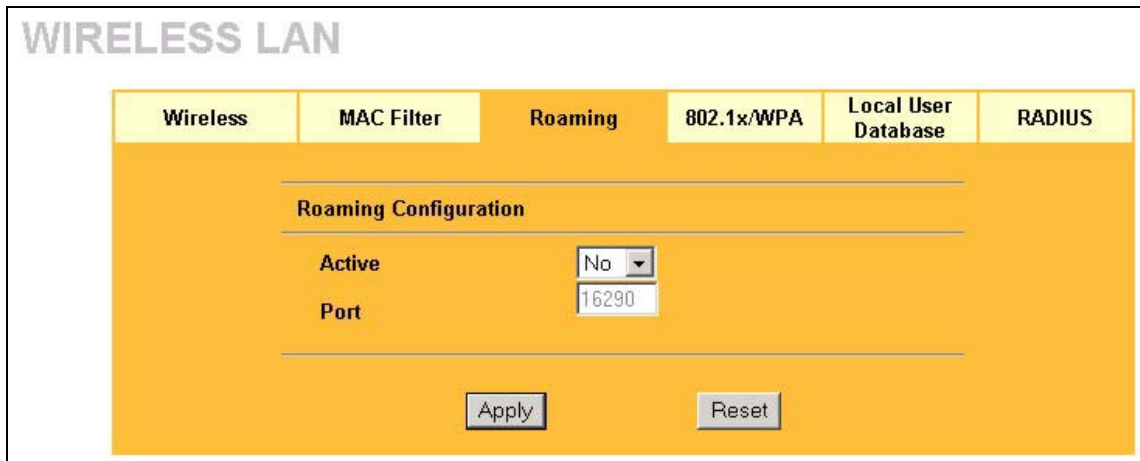 WIRELESS LAN
Wireless
MAC Filter
Roaming
802.1x/WPA
Local User
Database
RADIUS
Roaming Configuration
Active
No
Port
16290
Apply
Reset